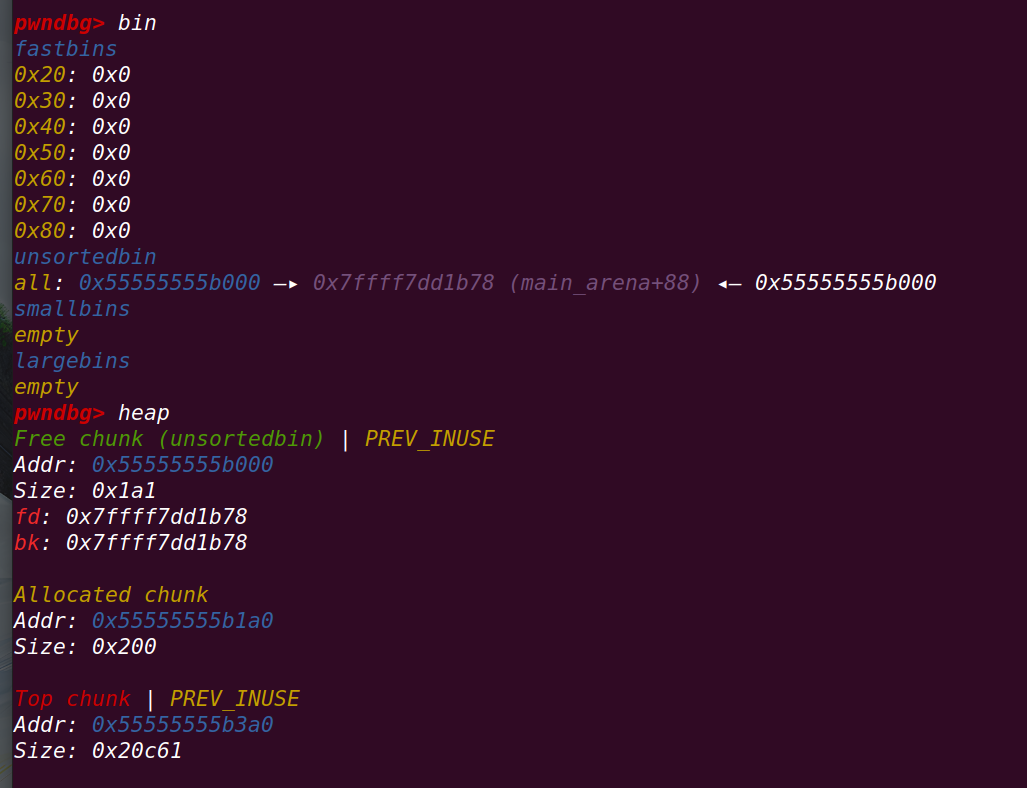 pwndbg> bin
fastbins
0x20: 0x0
0x30: 0x0
0x40: 0x0
0x50: 0x0
0x60: 0x0
0x70: 0x0
0x80: 0x0
unsortedbin
all: 0x55555555b000 —▸ 0x7ffff7dd1b78 (main_arena+88) ◂— 0x55555555b000
smallbins
empty
largebins
empty
pwndbg> heap
Free chunk (unsortedbin) | PREV_INUSE
Addr: 0x55555555b000
Size: 0x1a1
fd: 0x7ffff7dd1b78
bk: 0x7ffff7dd1b78
Allocated chunk
Addr: 0x55555555b1a0
Size: 0x200
Top chunk | PREV_INUSE
Addr: 0x55555555b3a0
Size: 0x20c61